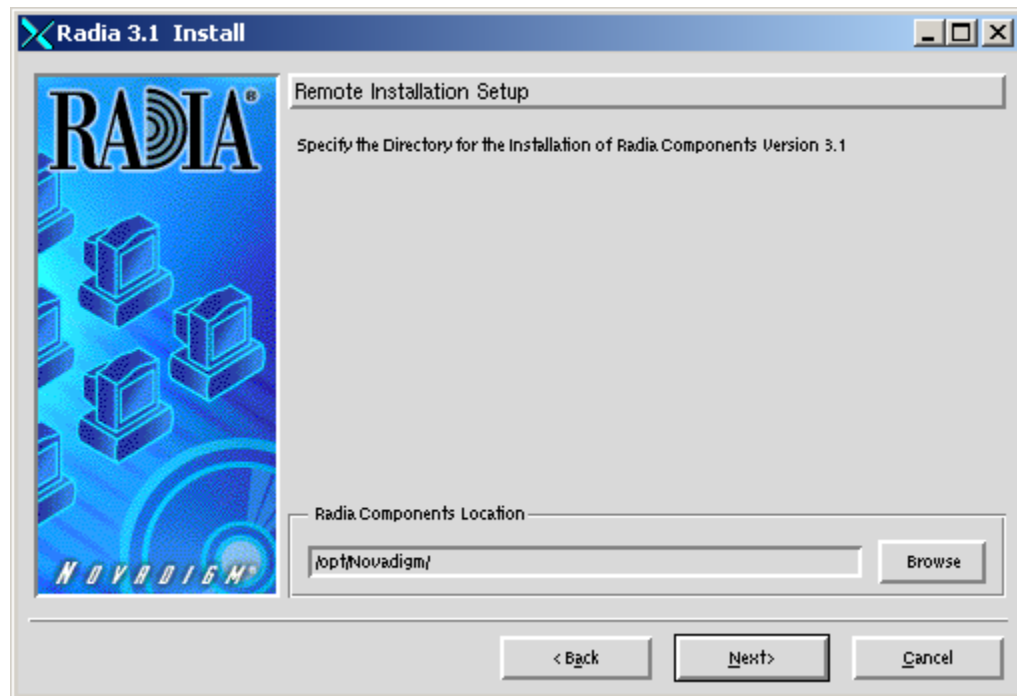 Radia 3.1 Install
RADIA®
NOVADIGM®
Remote Installation Setup
Specify the Directory for the Installation of Radia Components Version 3.1
Radia Components Location
/opt/Novadigm/
Browse
< Back
Next>
Cancel